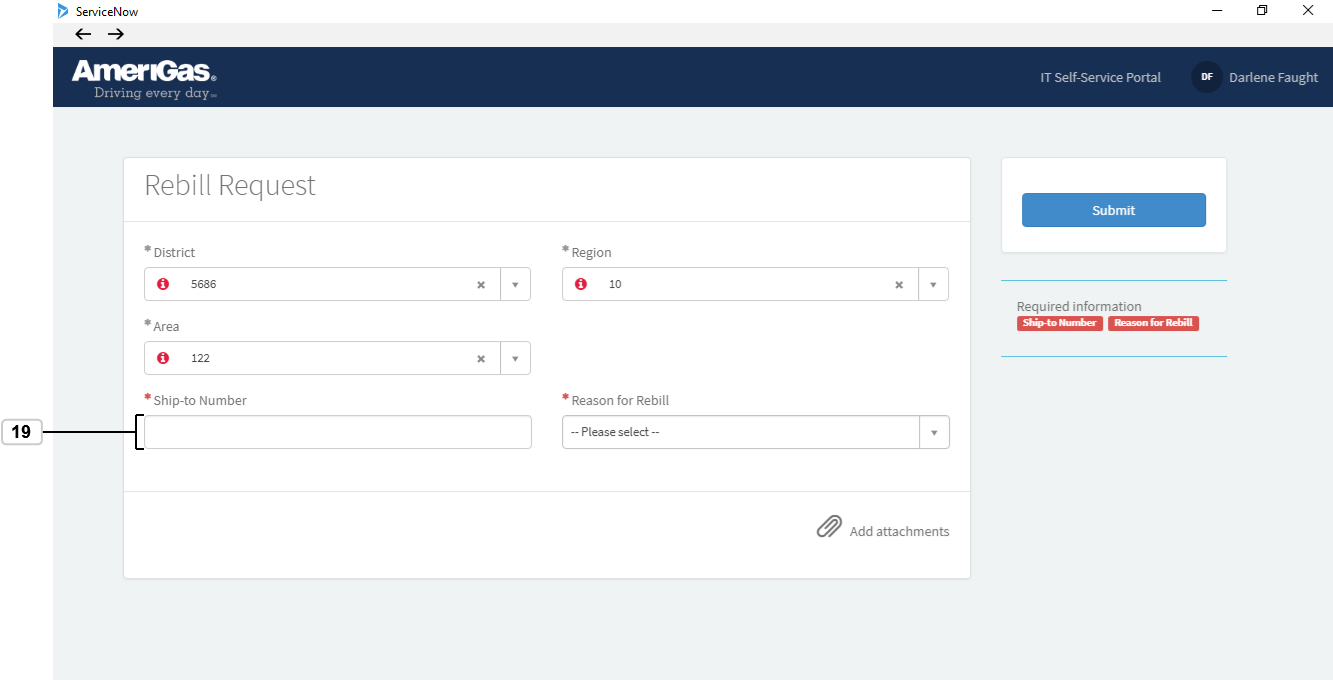 ServiceNow
AmeriGas®
Driving every day℠
IT Self-Service Portal
DF
Darlene Faught
Rebill Request
Submit
* District
* Region
5686
10
Required information
Ship-to Number Reason for Rebill
* Area
122
* Ship-to Number
* Reason for Rebill
19
-- Please select --
Add attachments